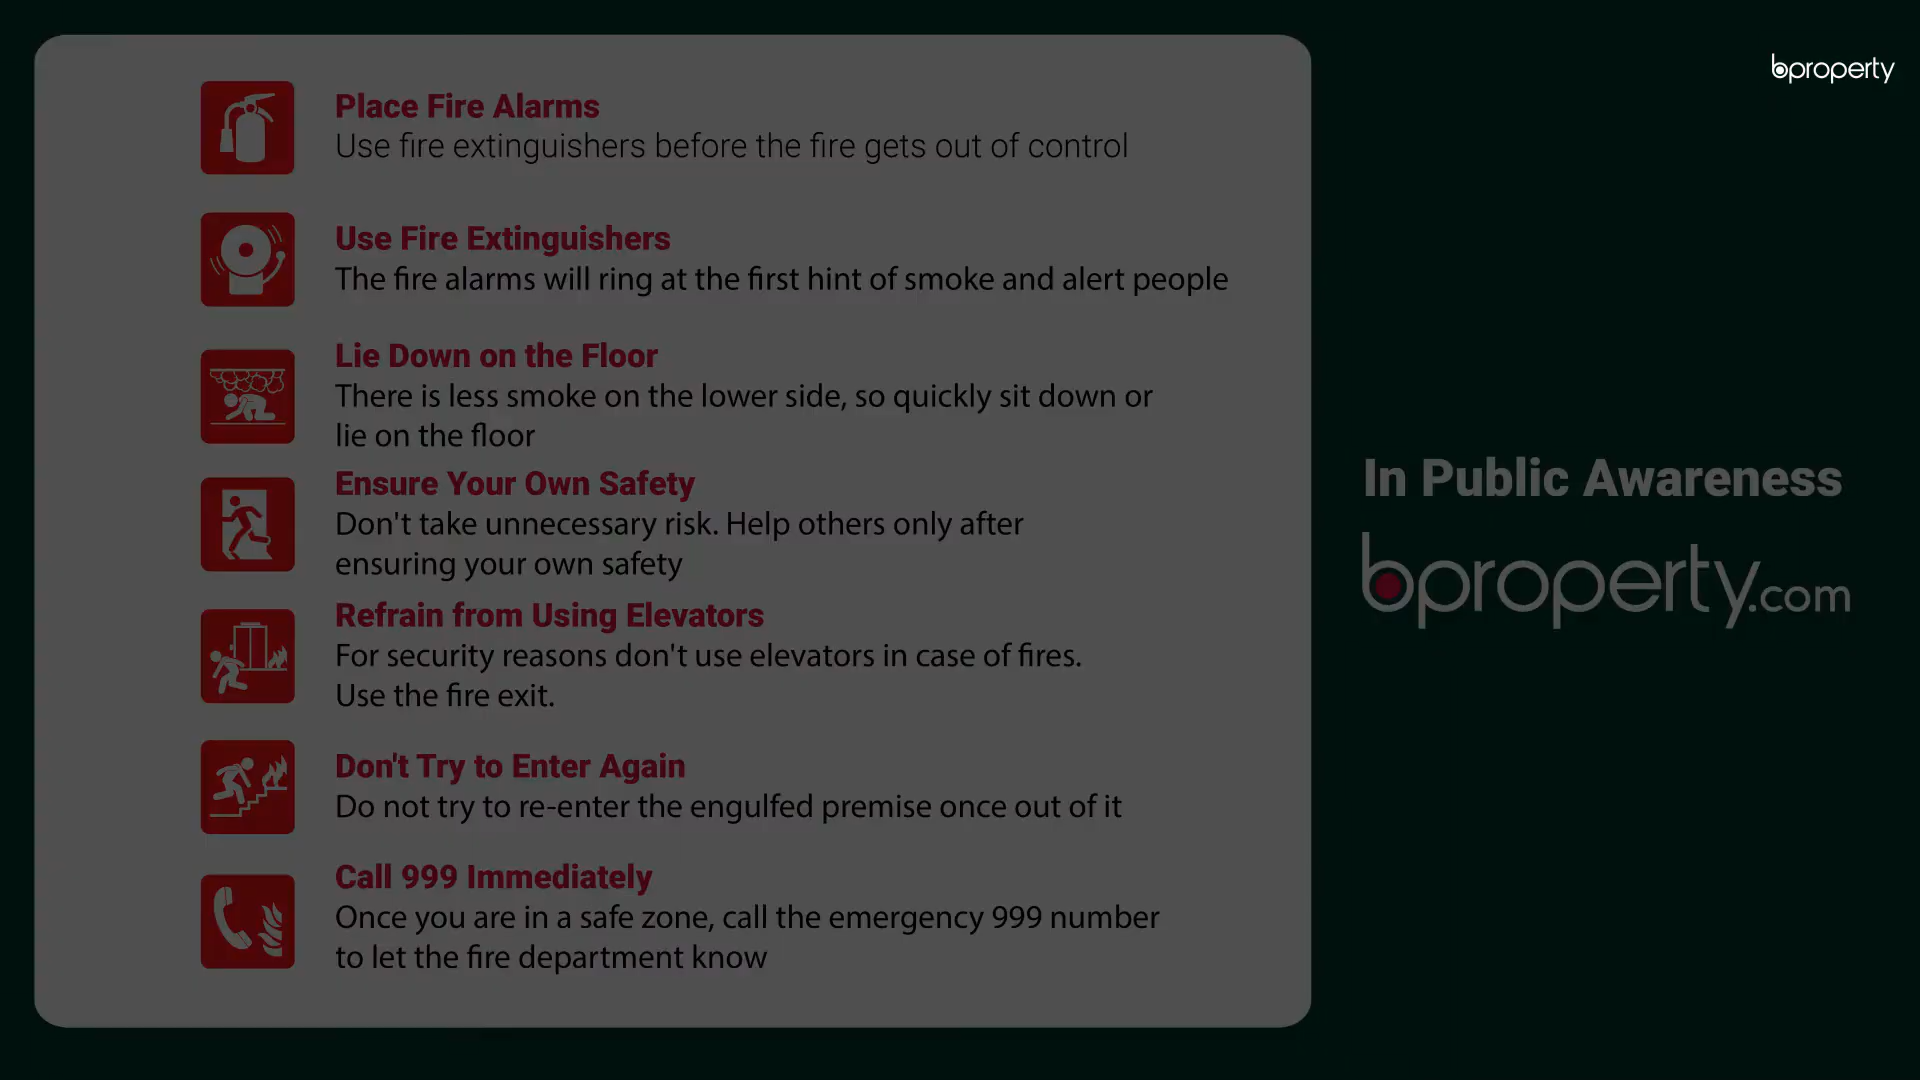 bproperty
Place Fire Alarms
Use fire extinguishers before the fire gets out of control
Use Fire Extinguishers
The fire alarms will ring at the first hint of smoke and alert people
Lie Down on the Floor
There is less smoke on the lower side, so quickly sit down or
lie on the floor
Ensure Your Own Safety
Don't take unnecessary risk. Help others only after
ensuring your own safety
Refrain from Using Elevators
For security reasons don't use elevators in case of fires.
Use the fire exit.
Don't Try to Enter Again
Do not try to re-enter the engulfed premise once out of it
Call 999 Immediately
Once you are in a safe zone, call the emergency 999 number
to let the fire department know
In Public Awareness
bproperty.com